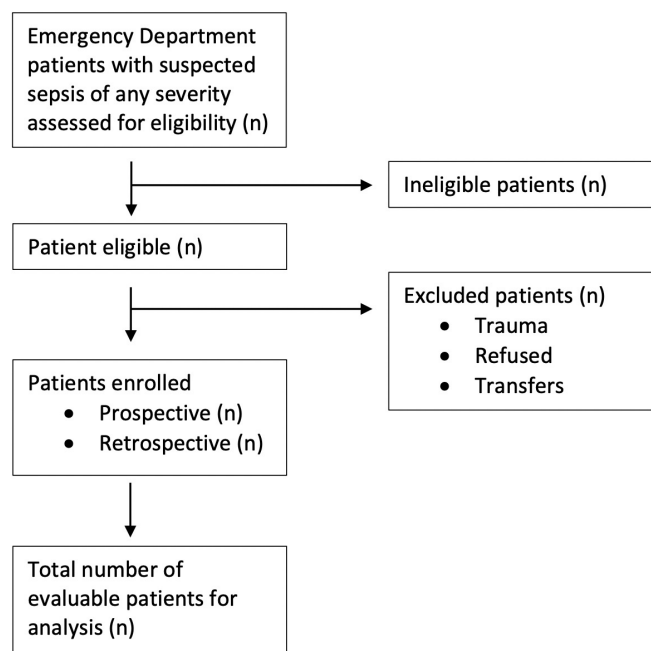 Emergency Department
patients with suspected
sepsis of any severity
assessed for eligibility (n)
Ineligible patients (n)
Patient eligible (n)
Excluded patients (n)
• Trauma
• Refused
• Transfers
Patients enrolled
• Prospective (n)
• Retrospective (n)
Total number of
evaluable patients for
analysis (n)